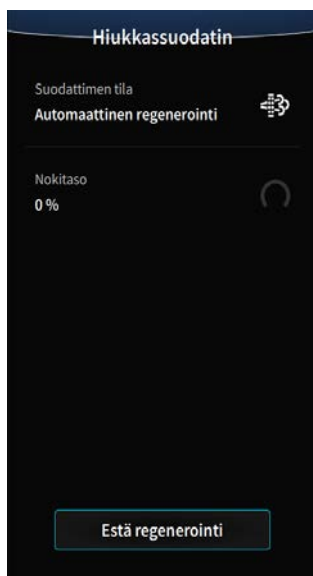 Hiukkassuodatin
Suodattimen tila
Automaattinen regenerointi
Nokitaso
0 %
Estä regenerointi